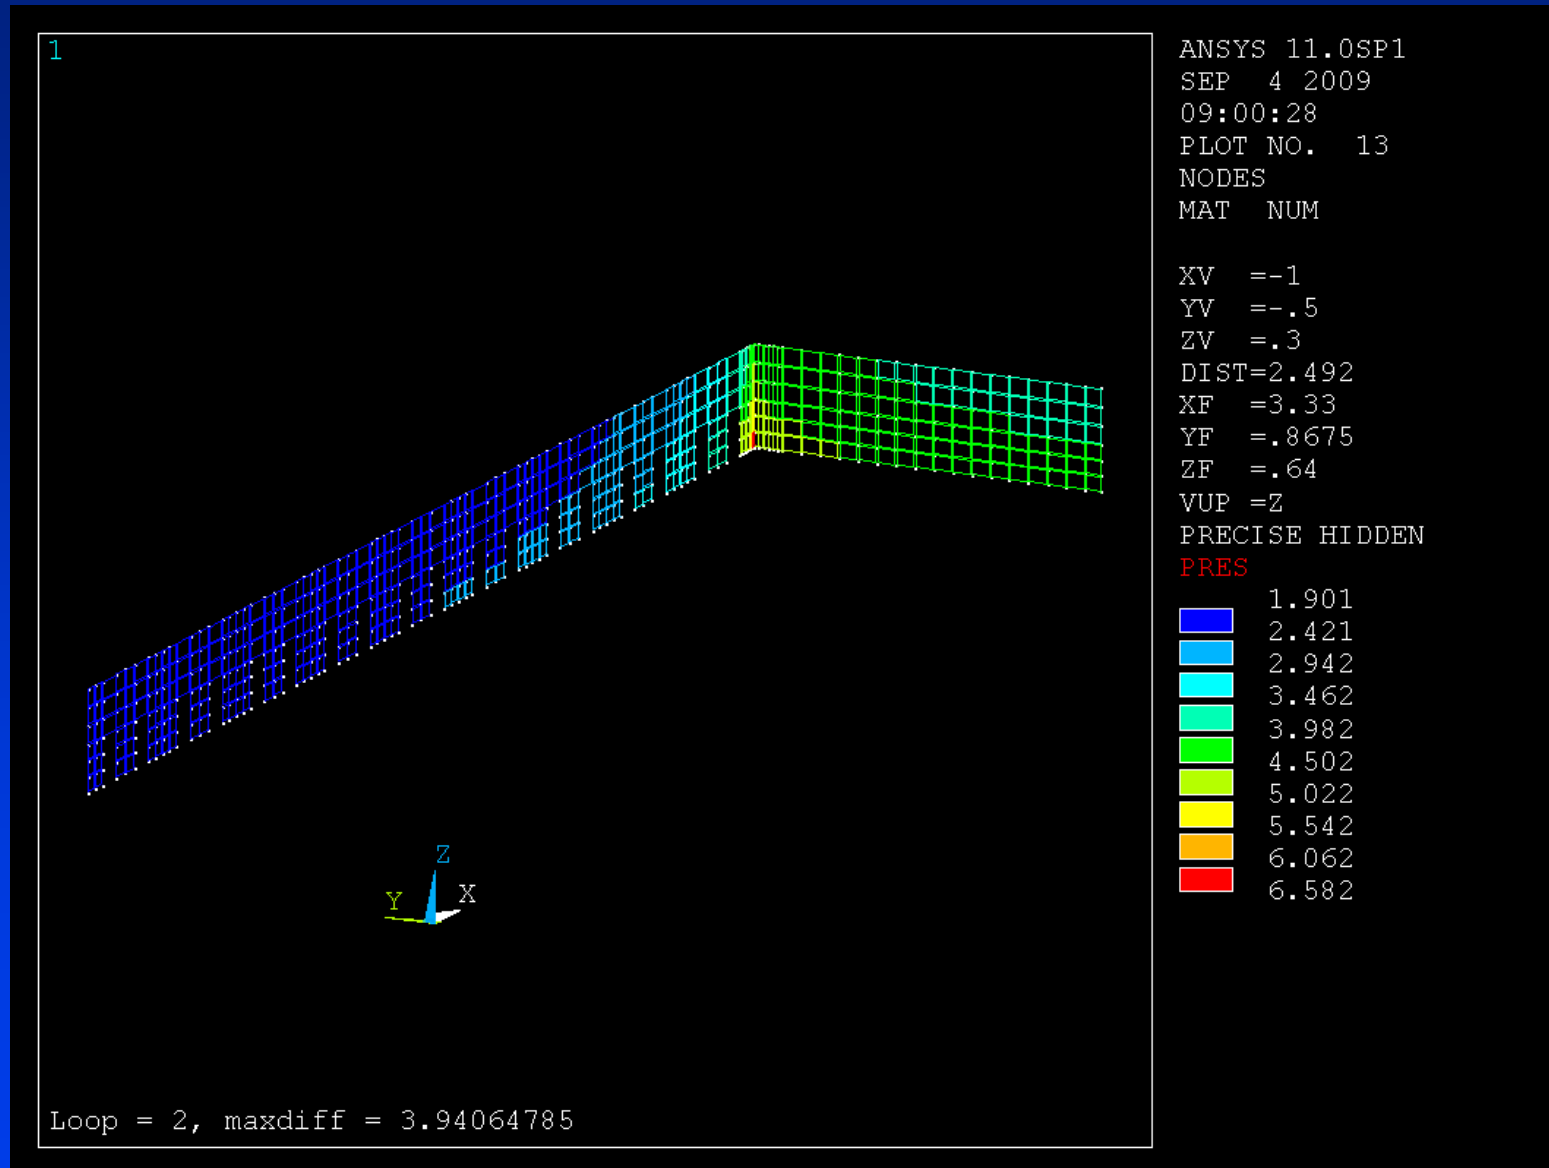 1
ANSYS 11.0SP1
SEP  4 2009
09:00:28
PLOT NO.  13
NODES
MAT  NUM
XV  =-1
YV  =-.5
ZV  =.3
DIST=2.492
XF  =3.33
YF  =.8675
ZF  =.64
VUP =Z
PRECISE HIDDEN
PRES
1.901
2.421
2.942
3.462
3.982
4.502
5.022
5.542
6.062
6.582
Z
Y
X
Loop = 2, maxdiff = 3.94064785